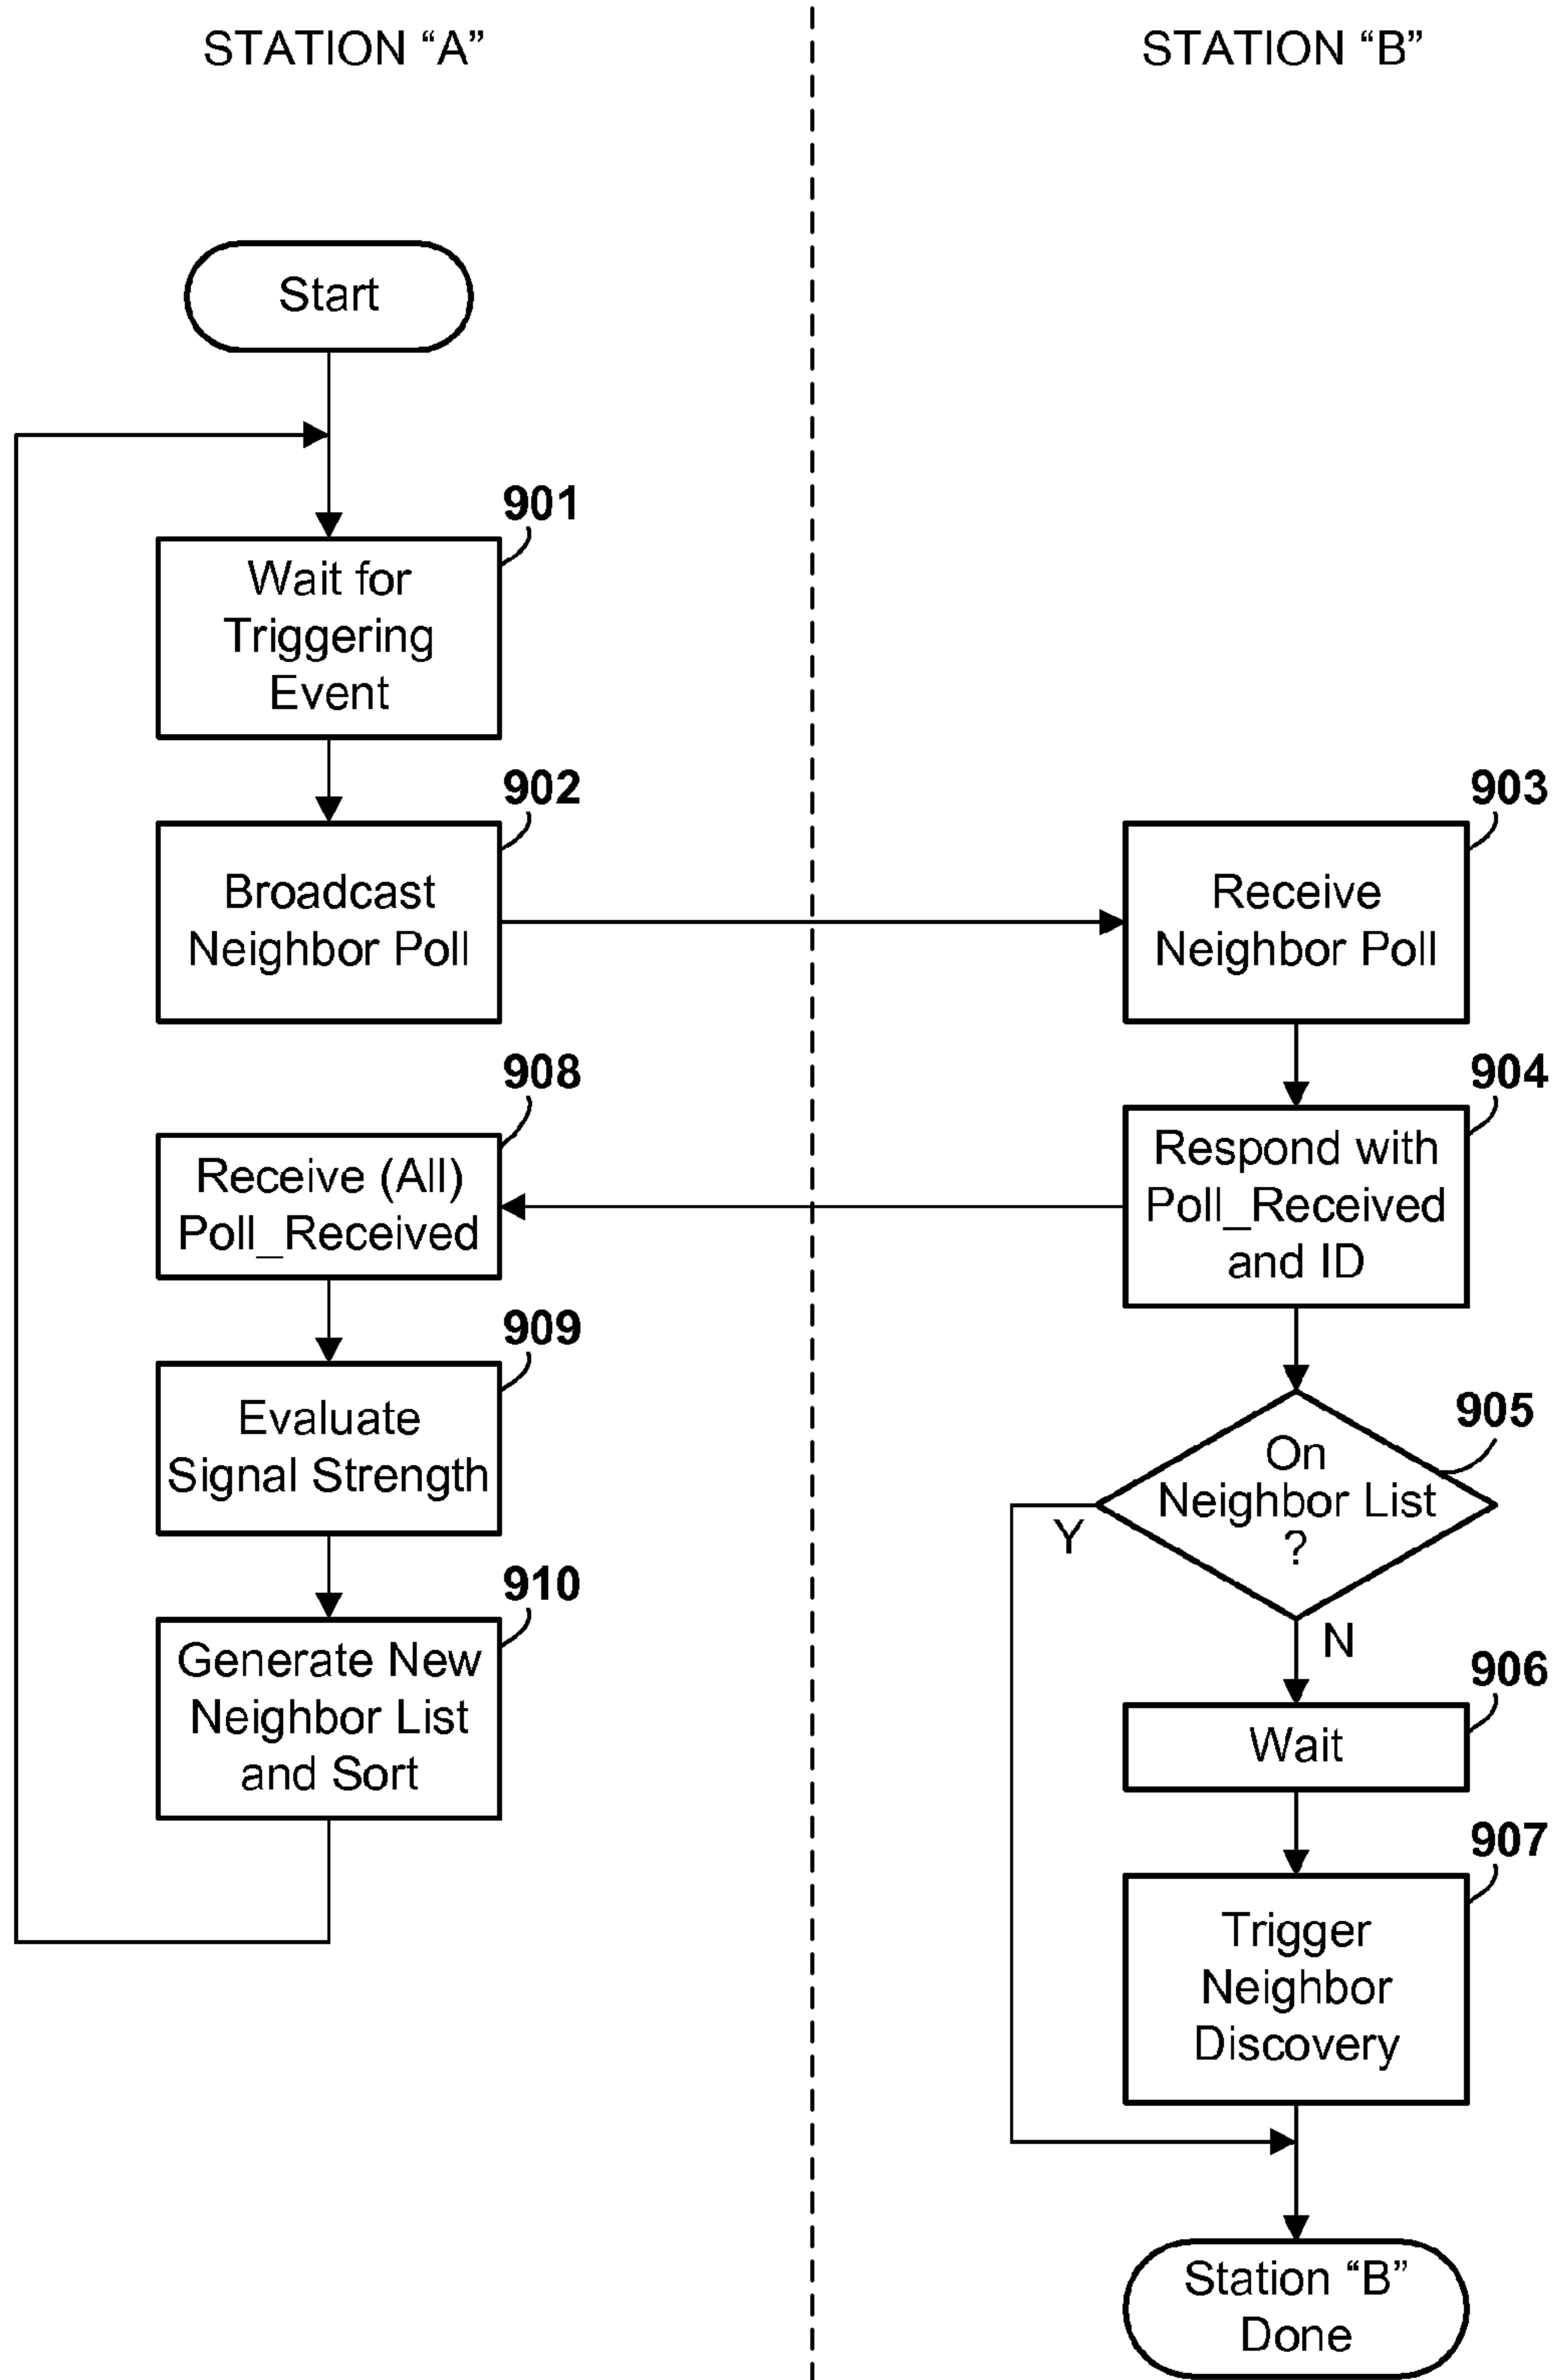 STATION “A”
STATION “B”
Start
901
Wait for
Triggering
Event
902
Broadcast
Neighbor Poll
903
Receive
Neighbor Poll
904
Respond with
Poll_Received
and ID
908
Receive (All)
Poll_Received
909
Evaluate
Signal Strength
910
Generate New
Neighbor List
and Sort
905
On
Neighbor List
?
Y
N
906
Wait
907
Trigger
Neighbor
Discovery
Station “B”
Done